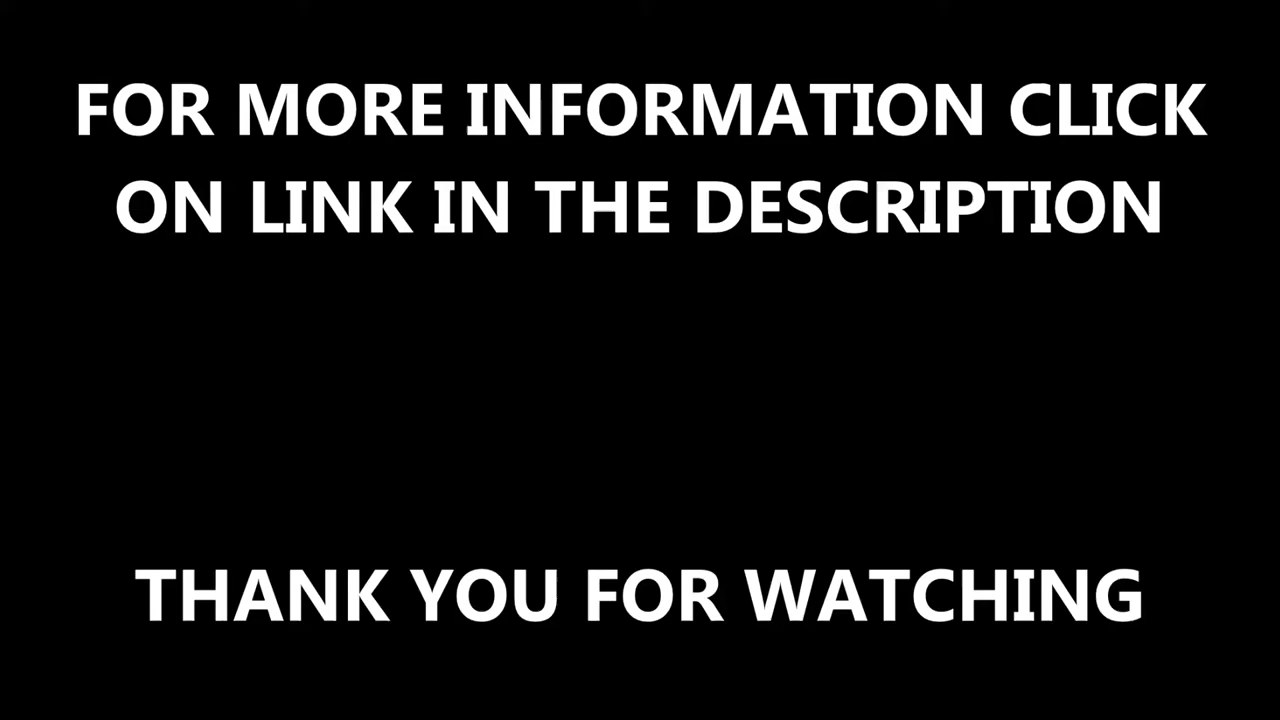 FOR MORE INFORMATION CLICK
ON LINK IN THE DESCRIPTION
THANK YOU FOR WATCHING